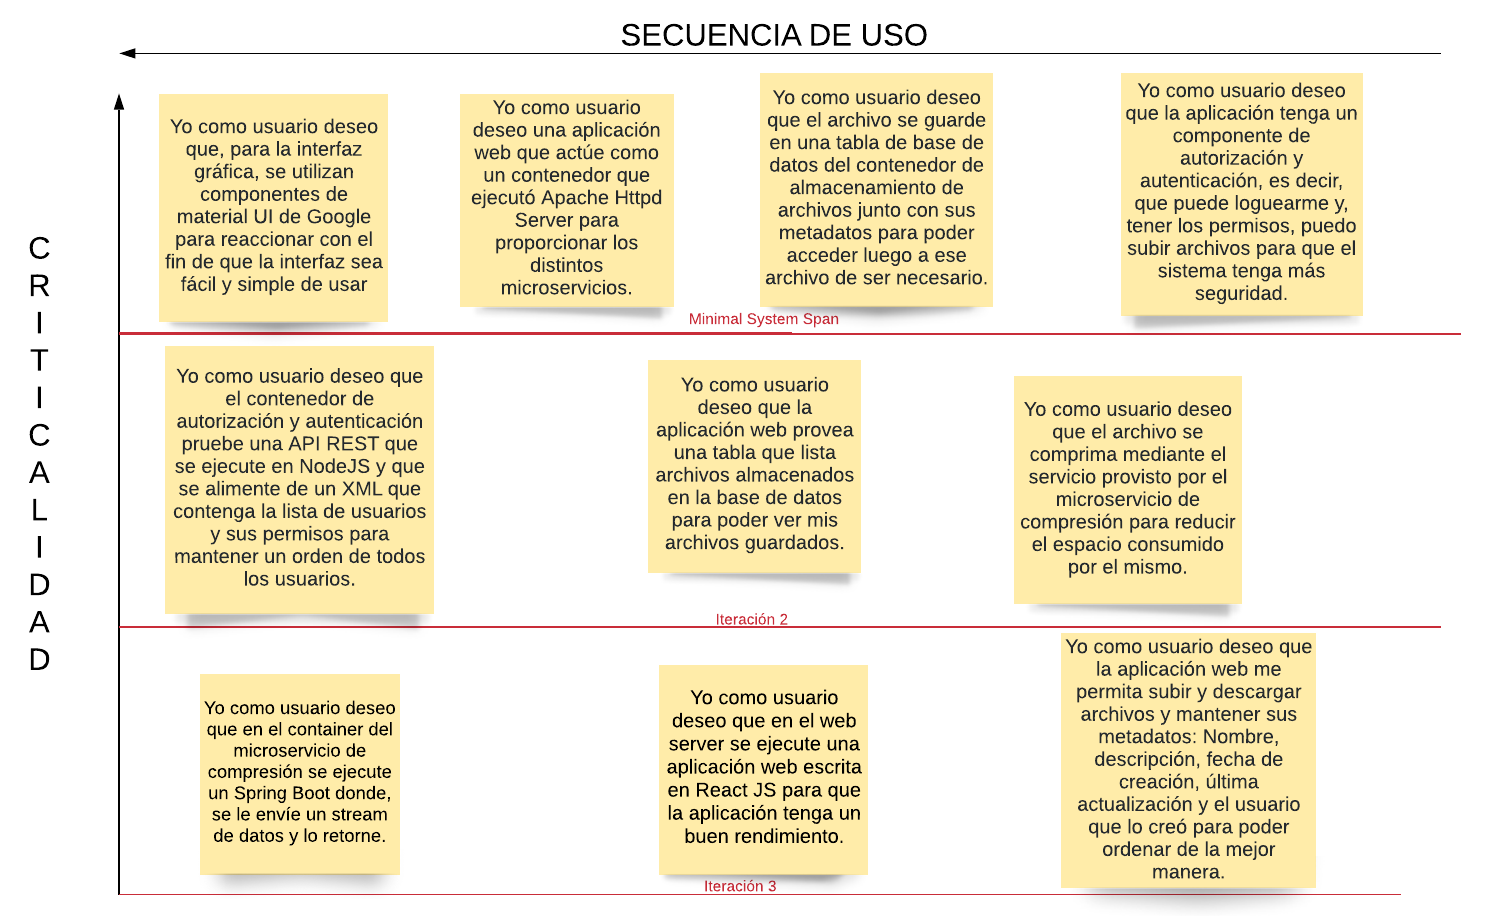 SECUENCIA DE USO
C
R
I
T
I
C
A
L
I
D
A
D
Yo como usuario deseo
que, para la interfaz
gráfica, se utilizan
componentes de
material UI de Google
para reaccionar con el
fin de que la interfaz sea
fácil y simple de usar
Yo como usuario
deseo una aplicación
web que actúe como
un contenedor que
ejecutó Apache Httpd
Server para
proporcionar los
distintos
microservicios.
Yo como usuario deseo
que el archivo se guarde
en una tabla de base de
datos del contenedor de
almacenamiento de
archivos junto con sus
metadatos para poder
acceder luego a ese
archivo de ser necesario.
Yo como usuario deseo
que la aplicación tenga un
componente de
autorización y
autenticación, es decir,
que puede loguearme y,
tener los permisos, puedo
subir archivos para que el
sistema tenga más
seguridad.
Minimal System Span
Yo como usuario deseo que
el contenedor de
autorización y autenticación
pruebe una API REST que
se ejecute en NodeJS y que
se alimente de un XML que
contenga la lista de usuarios
y sus permisos para
mantener un orden de todos
los usuarios.
Yo como usuario
deseo que la
aplicación web provea
una tabla que lista
archivos almacenados
en la base de datos
para poder ver mis
archivos guardados.
Yo como usuario deseo
que el archivo se
comprima mediante el
servicio provisto por el
microservicio de
compresión para reducir
el espacio consumido
por el mismo.
Iteración 2
Yo como usuario deseo
que en el container del
microservicio de
compresión se ejecute
un Spring Boot donde,
se le envíe un stream
de datos y lo retorne.
Yo como usuario
deseo que en el web
server se ejecute una
aplicación web escrita
en React JS para que
la aplicación tenga un
buen rendimiento.
Yo como usuario deseo que
la aplicación web me
permita subir y descargar
archivos y mantener sus
metadatos: Nombre,
descripción, fecha de
creación, última
actualización y el usuario
que lo creó para poder
ordenar de la mejor
manera.
Iteración 3